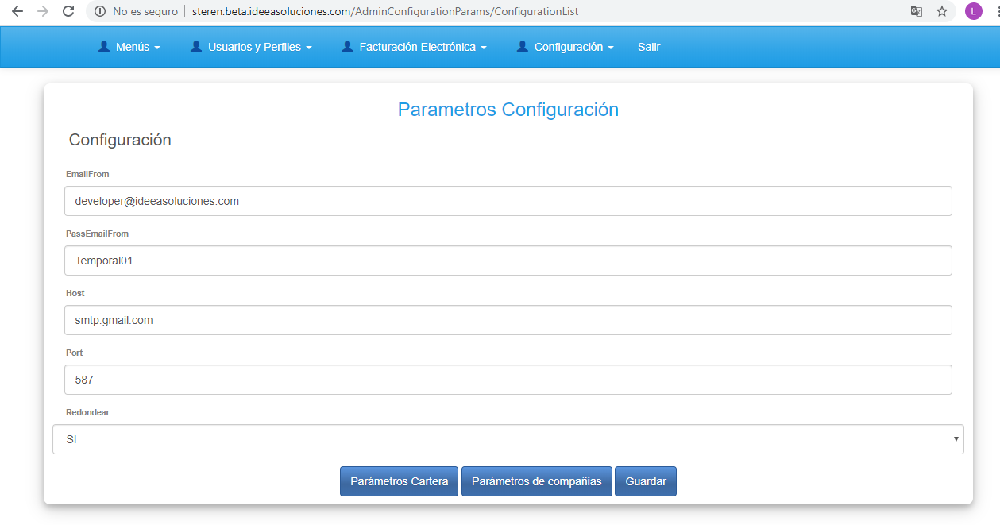 No es seguro steren.beta.ideeasoluciones.com/AdminConfigurationParams/ConfigurationList L
Menús Usuarios y Perfiles Facturación Electrónica Configuración Salir
Parametros Configuración
Configuración
EmailFrom
developer@ideeasoluciones.com
PassEmailFrom
Temporal01
Host
smtp.gmail.com
Port
587
Redondear
SI
Parámetros Cartera Parámetros de compañias Guardar